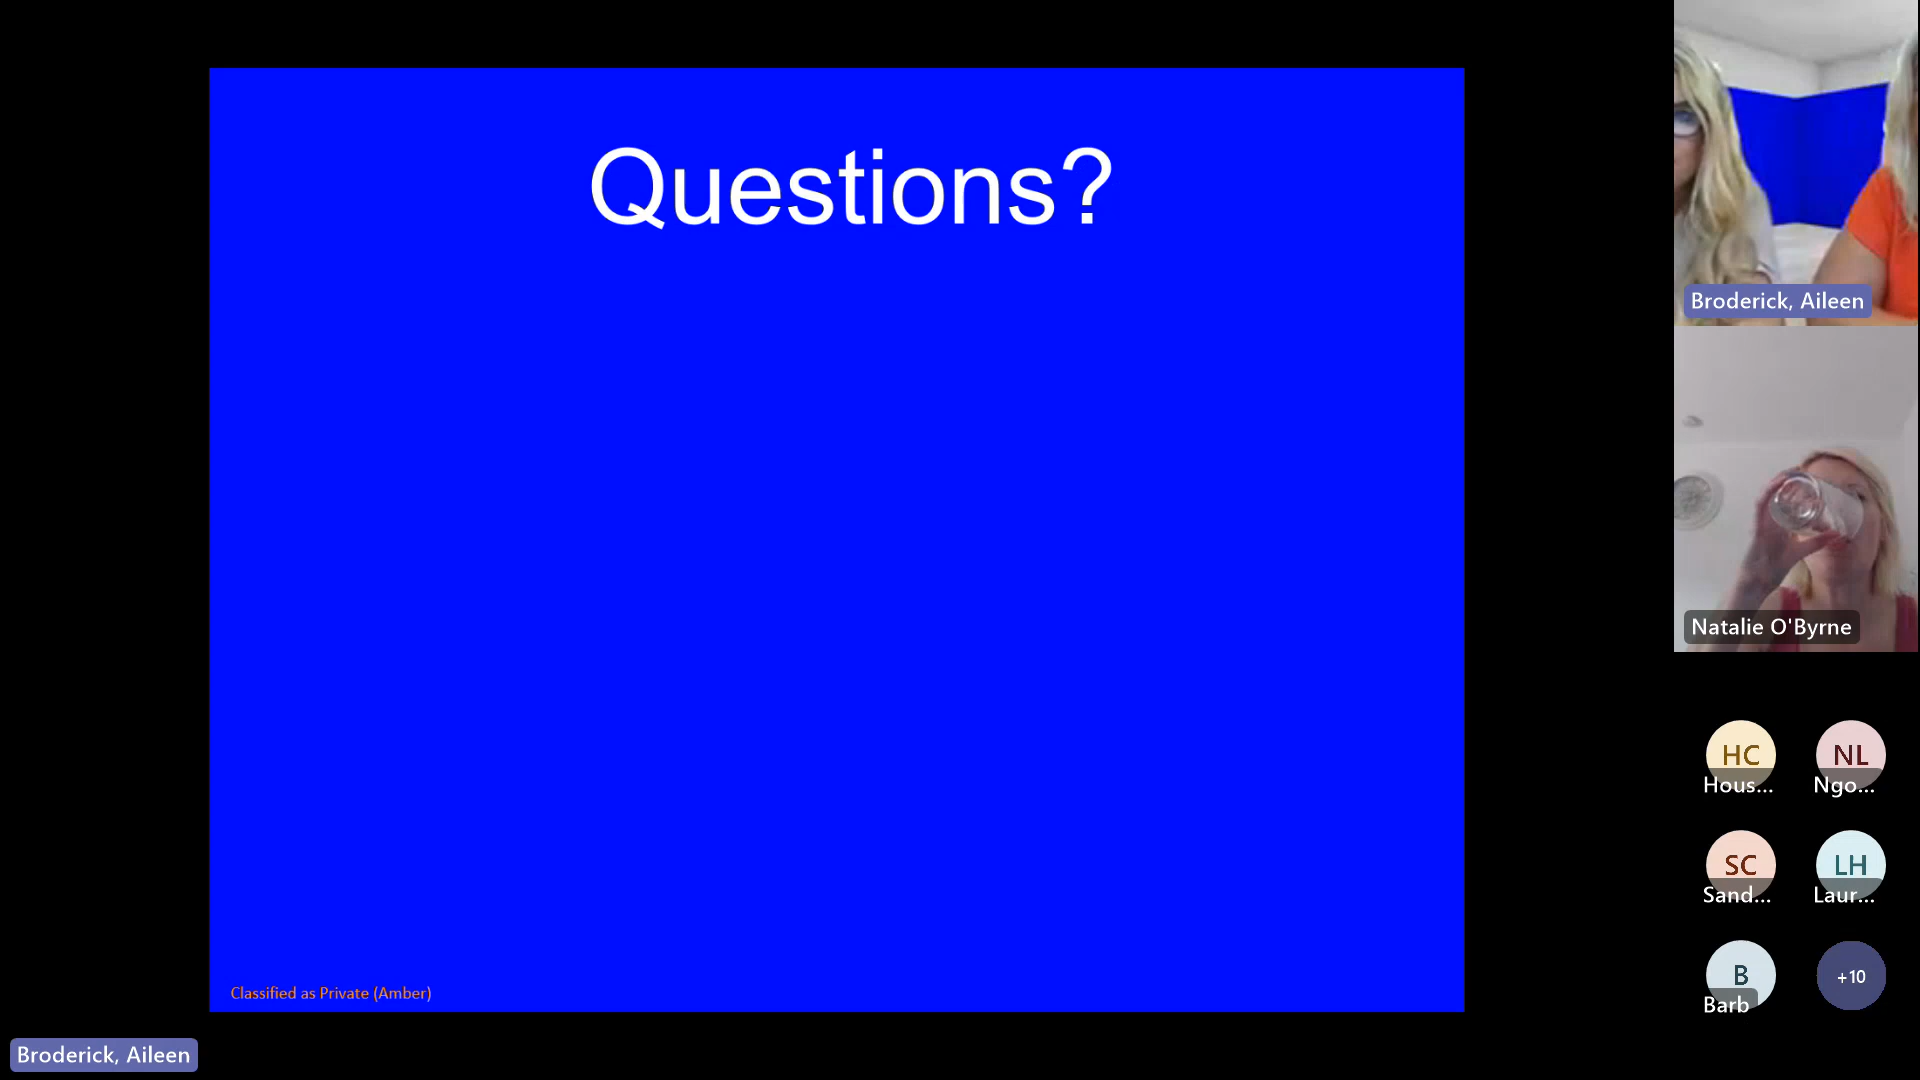 Questions?
Classified as Private (Amber)
Broderick, Aileen
Broderick, Aileen
Natalie O'Byrne
HC
Hous...
NL
Ngo...
SC
Sand...
LH
Laur...
B
Barb
+10